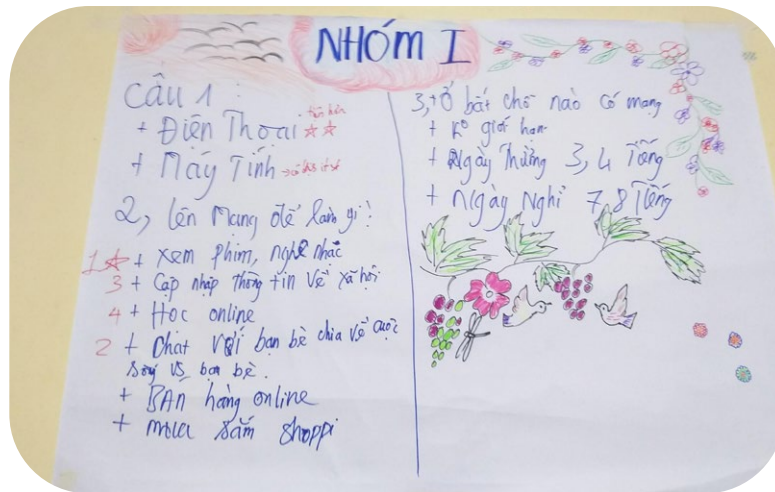 NHÓM I
Câu 1 :
+ Điện Thoại
+ Máy Tính
2, Lên Mạng để làm gì ?
1 + xem phim, nghe nhạc
3 + Cập nhập thông tin về xã hội
4 + Học online
2 + Chat với bạn bè chia về cuộc
sống vs bạn bè.
+ BÁN hàng online
+ mua sắm shoppi
3, + Ở bất chỗ nào có mạng
+ Ko giới hạn
+ Ngày Thường 3, 4 Tiếng
+ Ngày Nghỉ 7, 8 Tiếng